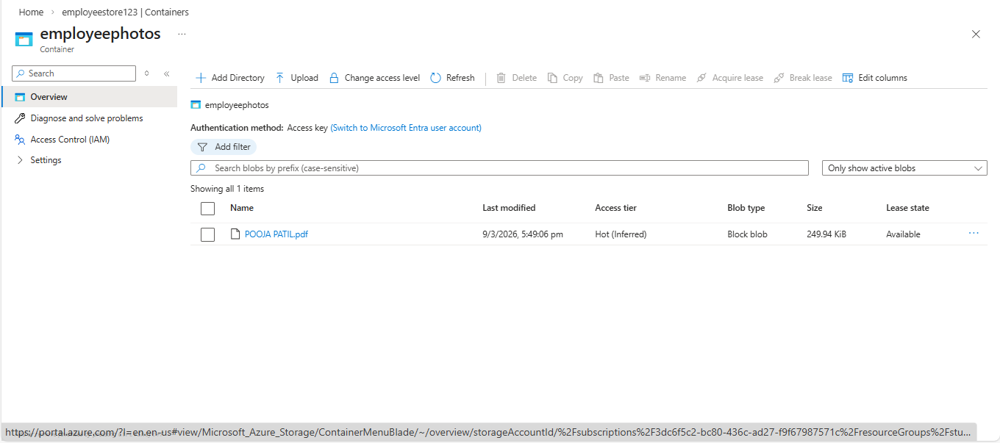 Home > employeestore123 | Containers
employeephotos ...
Container
Search
Add Directory Upload Change access level Refresh Delete Copy Paste Rename Acquire lease Break lease Edit columns
Overview
Diagnose and solve problems
Access Control (IAM)
Settings
employeephotos
Authentication method: Access key (Switch to Microsoft Entra user account)
Add filter
Search blobs by prefix (case-sensitive) Only show active blobs
Showing all 1 items
Name Last modified Access tier Blob type Size Lease state
POOJA PATIL.pdf 9/3/2026, 5:49:06 pm Hot (Inferred) Block blob 249.94 KiB Available ...
https://portal.azure.com/?l=en.en-us#view/Microsoft_Azure_Storage/ContainerMenuBlade/~/overview/storageAccountId/%2Fsubscriptions%2F3dc6f5c2-bc80-436c-ad27-f9f67987571c%2FresourceGroups%2Fstu...